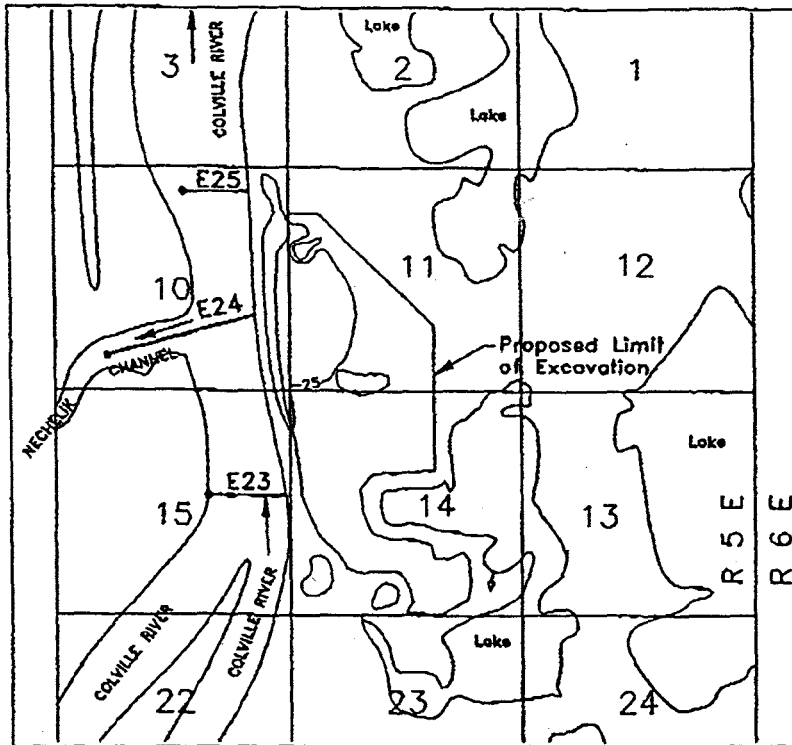 Lake
3
COLVILLE RIVER
2
1
Lake
E25
11
12
10
E24
Proposed Limit
of Excavation
CHANNEL
25
NECHELIK
Lake
E23
14
15
13
R 5 E
R 6 E
COLVILLE RIVER
COLVILLE RIVER
Lake
22
23
24